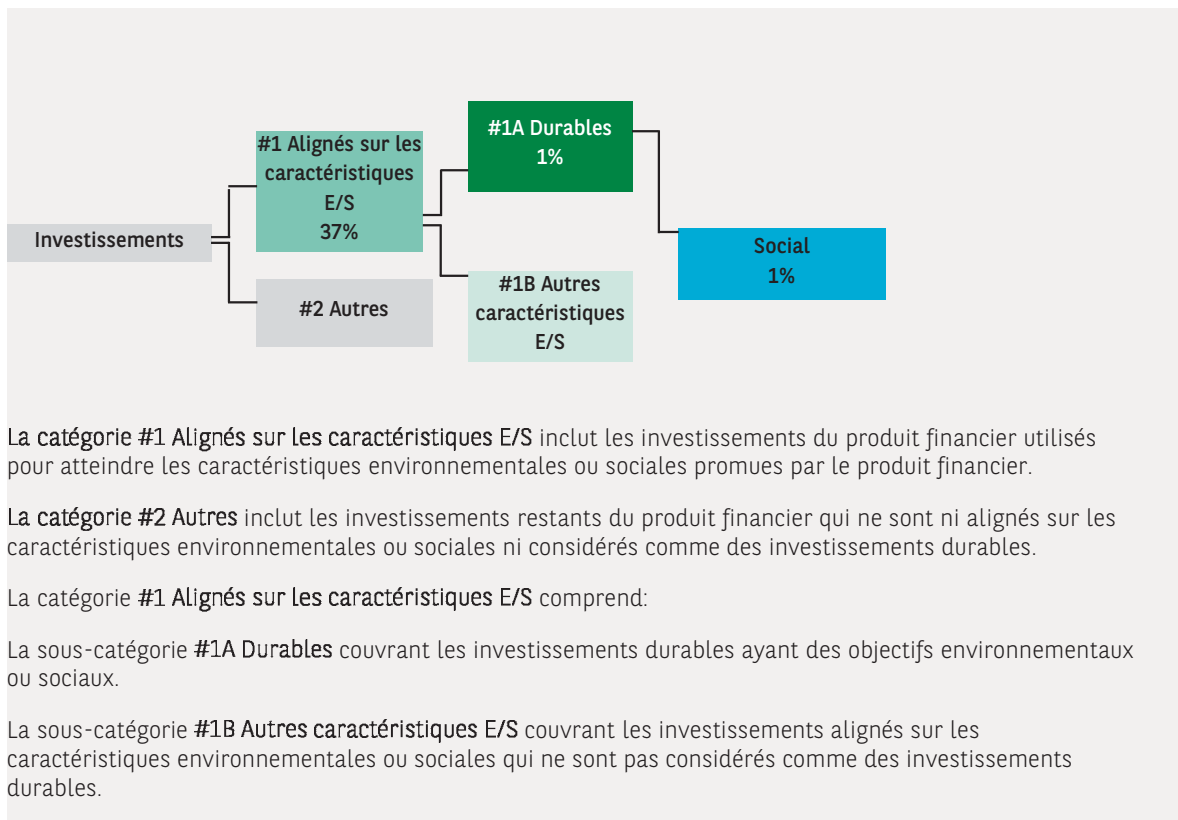 #1 Alignés sur les
caractéristiques
E/S
37%
#1A Durables
1%
Investissements
Social
1%
#2 Autres
#1B Autres
caractéristiques
E/S
La catégorie #1 Alignés sur les caractéristiques E/S inclut les investissements du produit financier utilisés
pour atteindre les caractéristiques environnementales ou sociales promues par le produit financier.
La catégorie #2 Autres inclut les investissements restants du produit financier qui ne sont ni alignés sur les
caractéristiques environnementales ou sociales ni considérés comme des investissements durables.
La catégorie #1 Alignés sur les caractéristiques E/S comprend:
La sous-catégorie #1A Durables couvrant les investissements durables ayant des objectifs environnementaux
ou sociaux.
La sous-catégorie #1B Autres caractéristiques E/S couvrant les investissements alignés sur les
caractéristiques environnementales ou sociales qui ne sont pas considérés comme des investissements
durables.